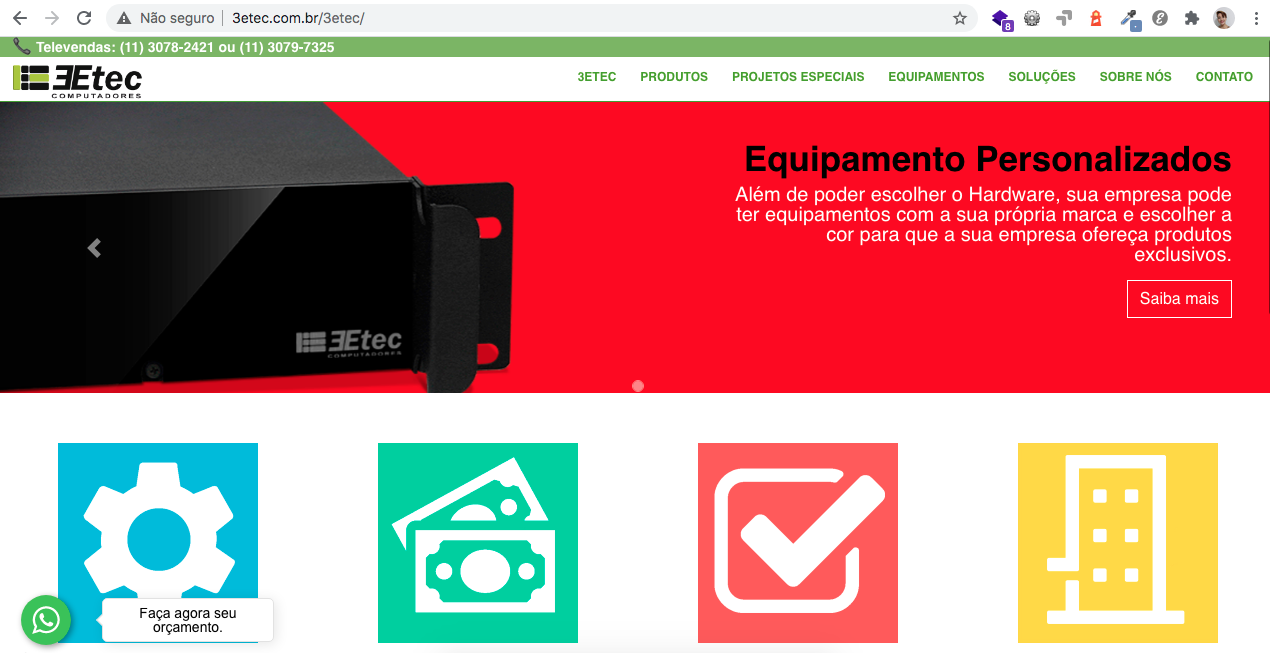 Não seguro
3etec.com.br/3etec/
8
Televendas: (11) 3078-2421 ou (11) 3079-7325
3Etec
COMPUTADORES
3ETEC PRODUTOS PROJETOS ESPECIAIS EQUIPAMENTOS SOLUÇÕES SOBRE NÓS CONTATO
Equipamento Personalizados
Além de poder escolher o Hardware, sua empresa pode
ter equipamentos com a sua própria marca e escolher a
cor para que a sua empresa ofereça produtos
exclusivos.
Saiba mais
3Etec
COMPUTADORES
Faça agora seu
orçamento.